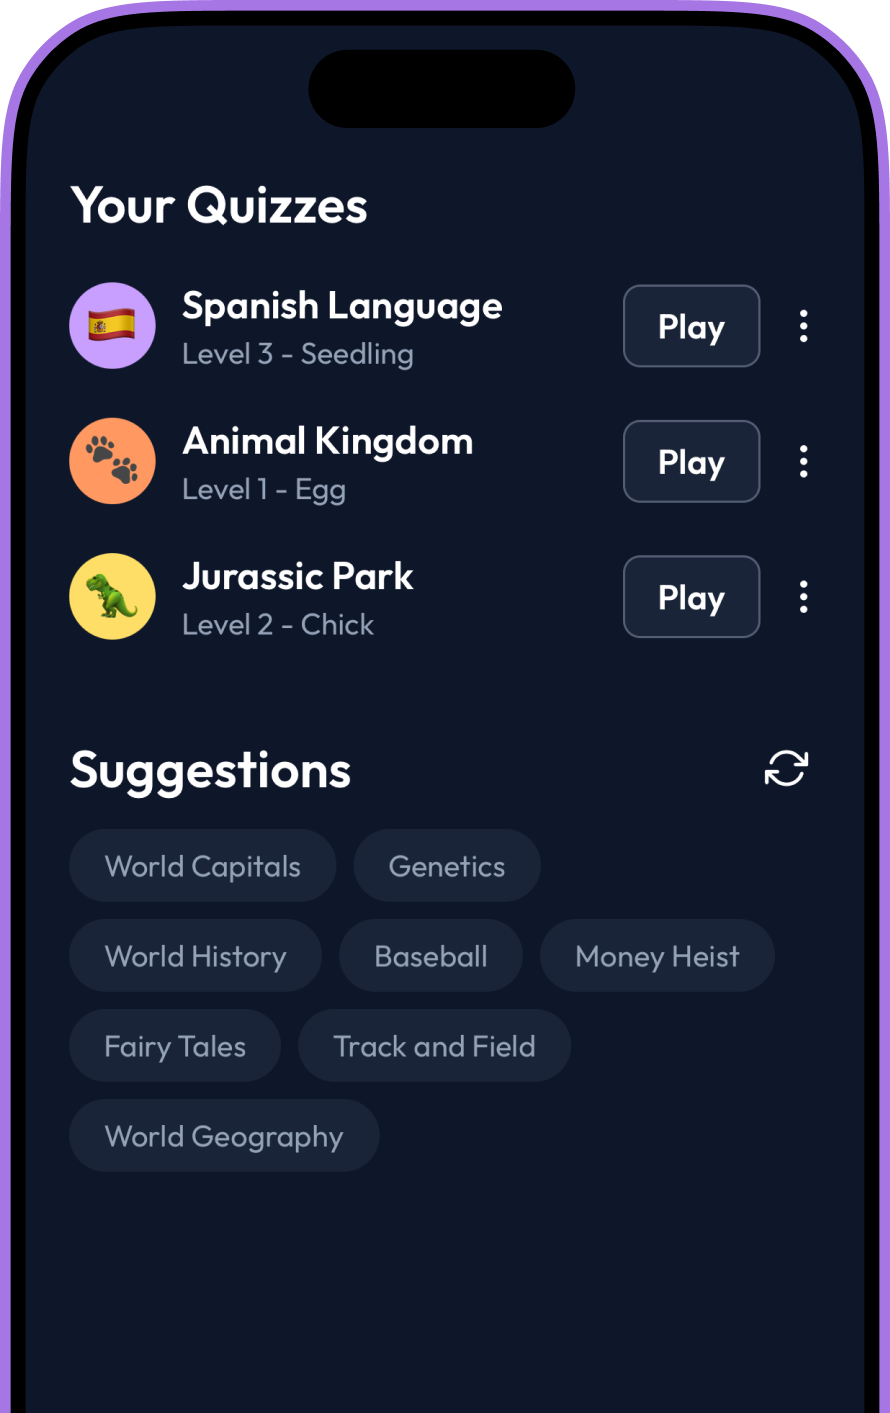 Your Quizzes
Spanish Language
Level 3 - Seedling
Play
Animal Kingdom
Level 1 - Egg
Play
Jurassic Park
Level 2 - Chick
Play
Suggestions
World Capitals
Genetics
World History
Baseball
Money Heist
Fairy Tales
Track and Field
World Geography